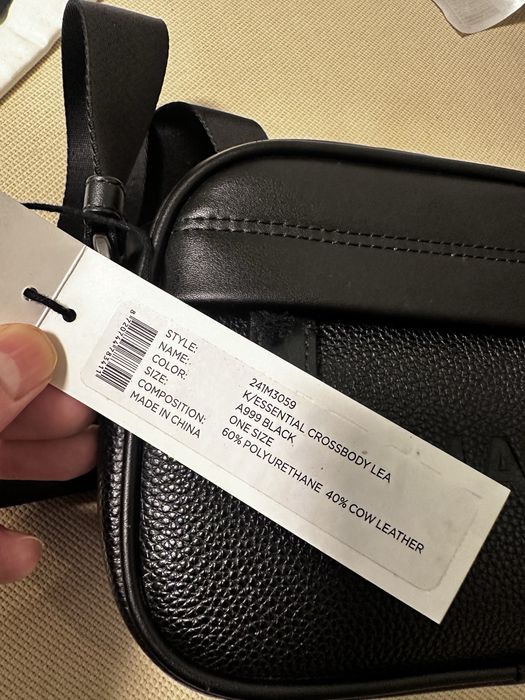 STYLE: 241M3059
NAME: K/ESSENTIAL CROSSBODY LEA
COLOR: A999 BLACK
SIZE: ONE SIZE
COMPOSITION: 60% POLYURETHANE 40% COW LEATHER
MADE IN CHINA